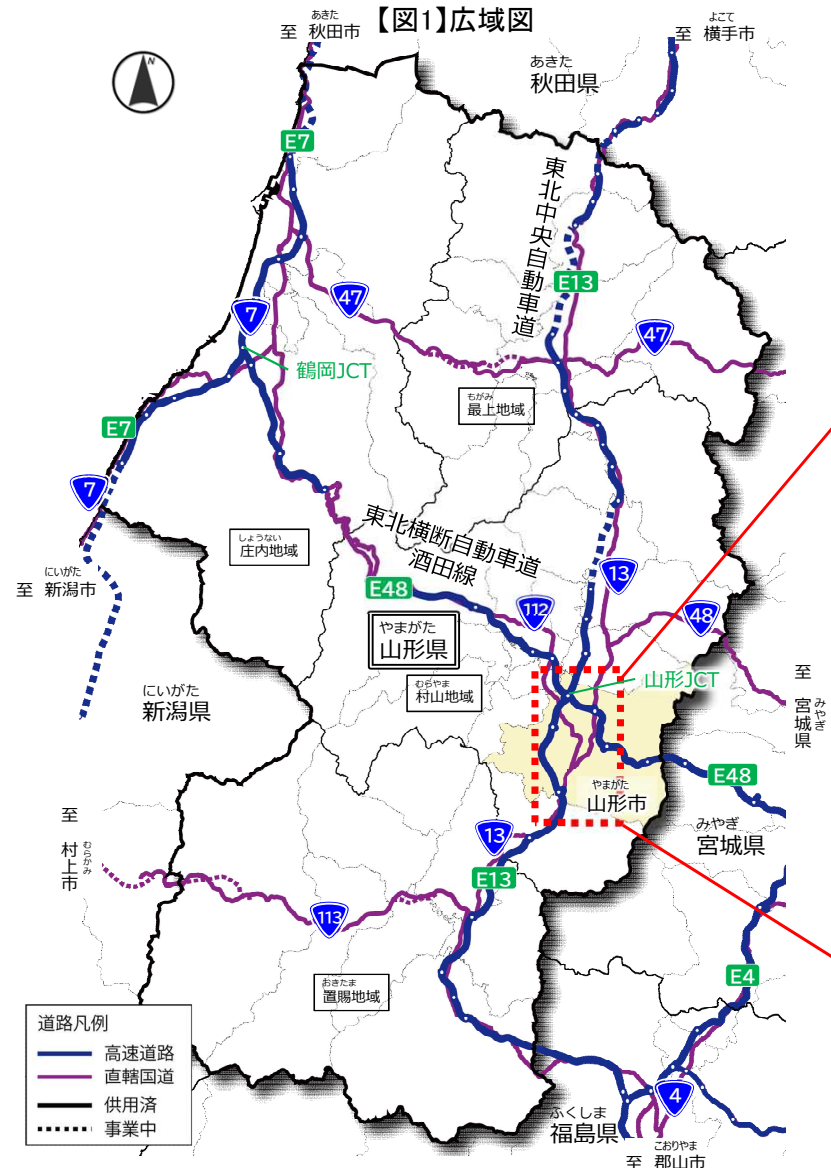 【図1】広域図
あきた
至 秋田市
よこて
至 横手市
N
あきた
秋田県
E7
東北中央自動車道
E13
47
7
47
鶴岡JCT
もがみ
最上地域
E7
7
東北横断自動車道
酒田線
しょうない
庄内地域
13
にいがた
至 新潟市
E48
112
48
やまがた
山形県
山形JCT
むらやま
村山地域
にいがた
新潟県
至 宮城県
みやぎ
E48
やまがた
山形市
至 村上市
むらかみ
みやぎ
宮城県
13
E13
113
E4
おきたま
置賜地域
道路凡例
高速道路
直轄国道
供用済
事業中
4
ふくしま
福島県
こおりやま
至 郡山市